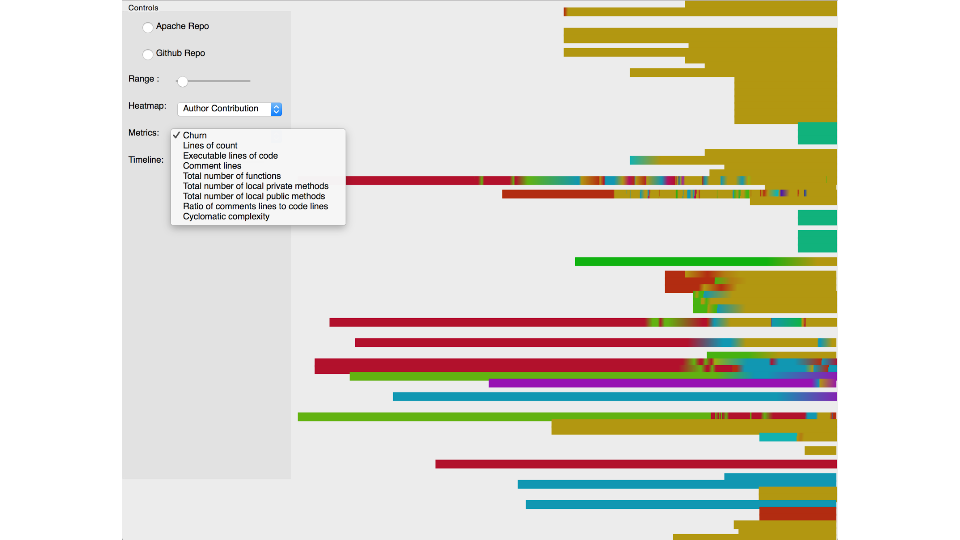 Controls
Apache Repo
Github Repo
Range :
Heatmap: Author Contribution
Metrics: ✓ Churn
Lines of count
Executable lines of code
Timeline: Comment lines
Total number of functions
Total number of local private methods
Total number of local public methods
Ratio of comments lines to code lines
Cyclomatic complexity